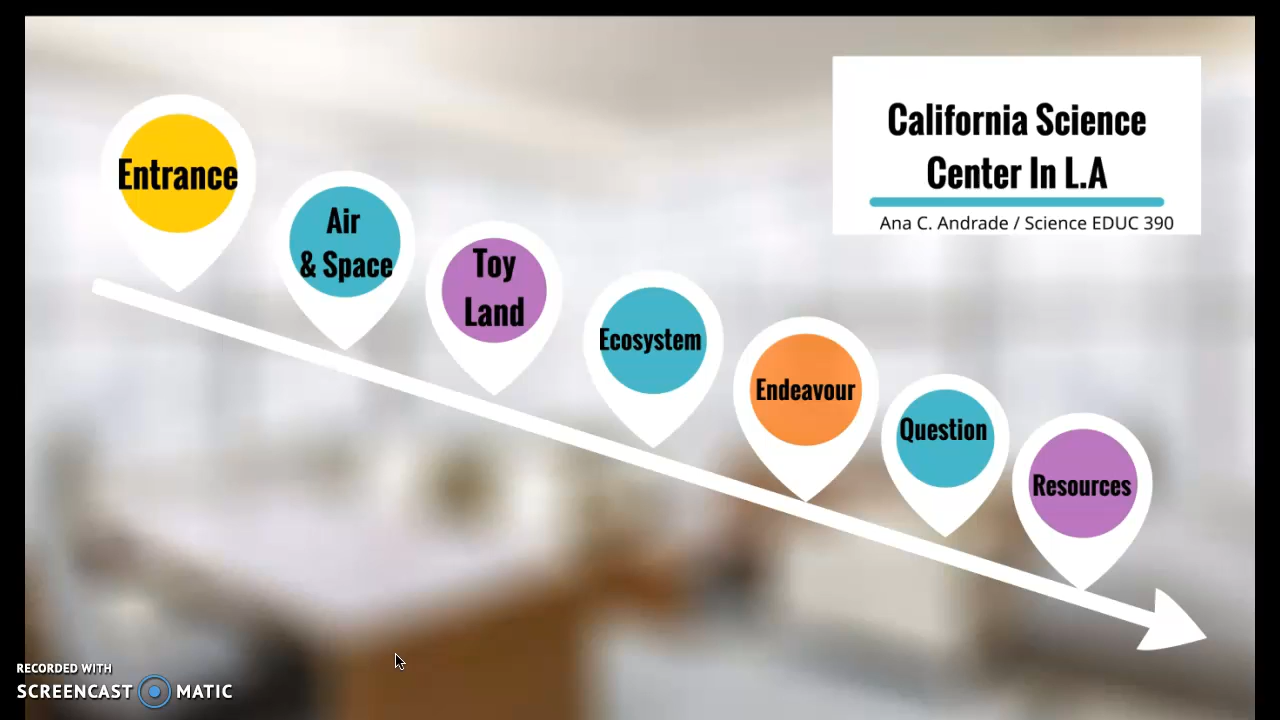 California Science
Center In L.A
Ana C. Andrade / Science EDUC 390
Entrance
Air
& Space
Toy
Land
Ecosystem
Endeavour
Question
Resources
RECORDED WITH
SCREENCAST MATIC